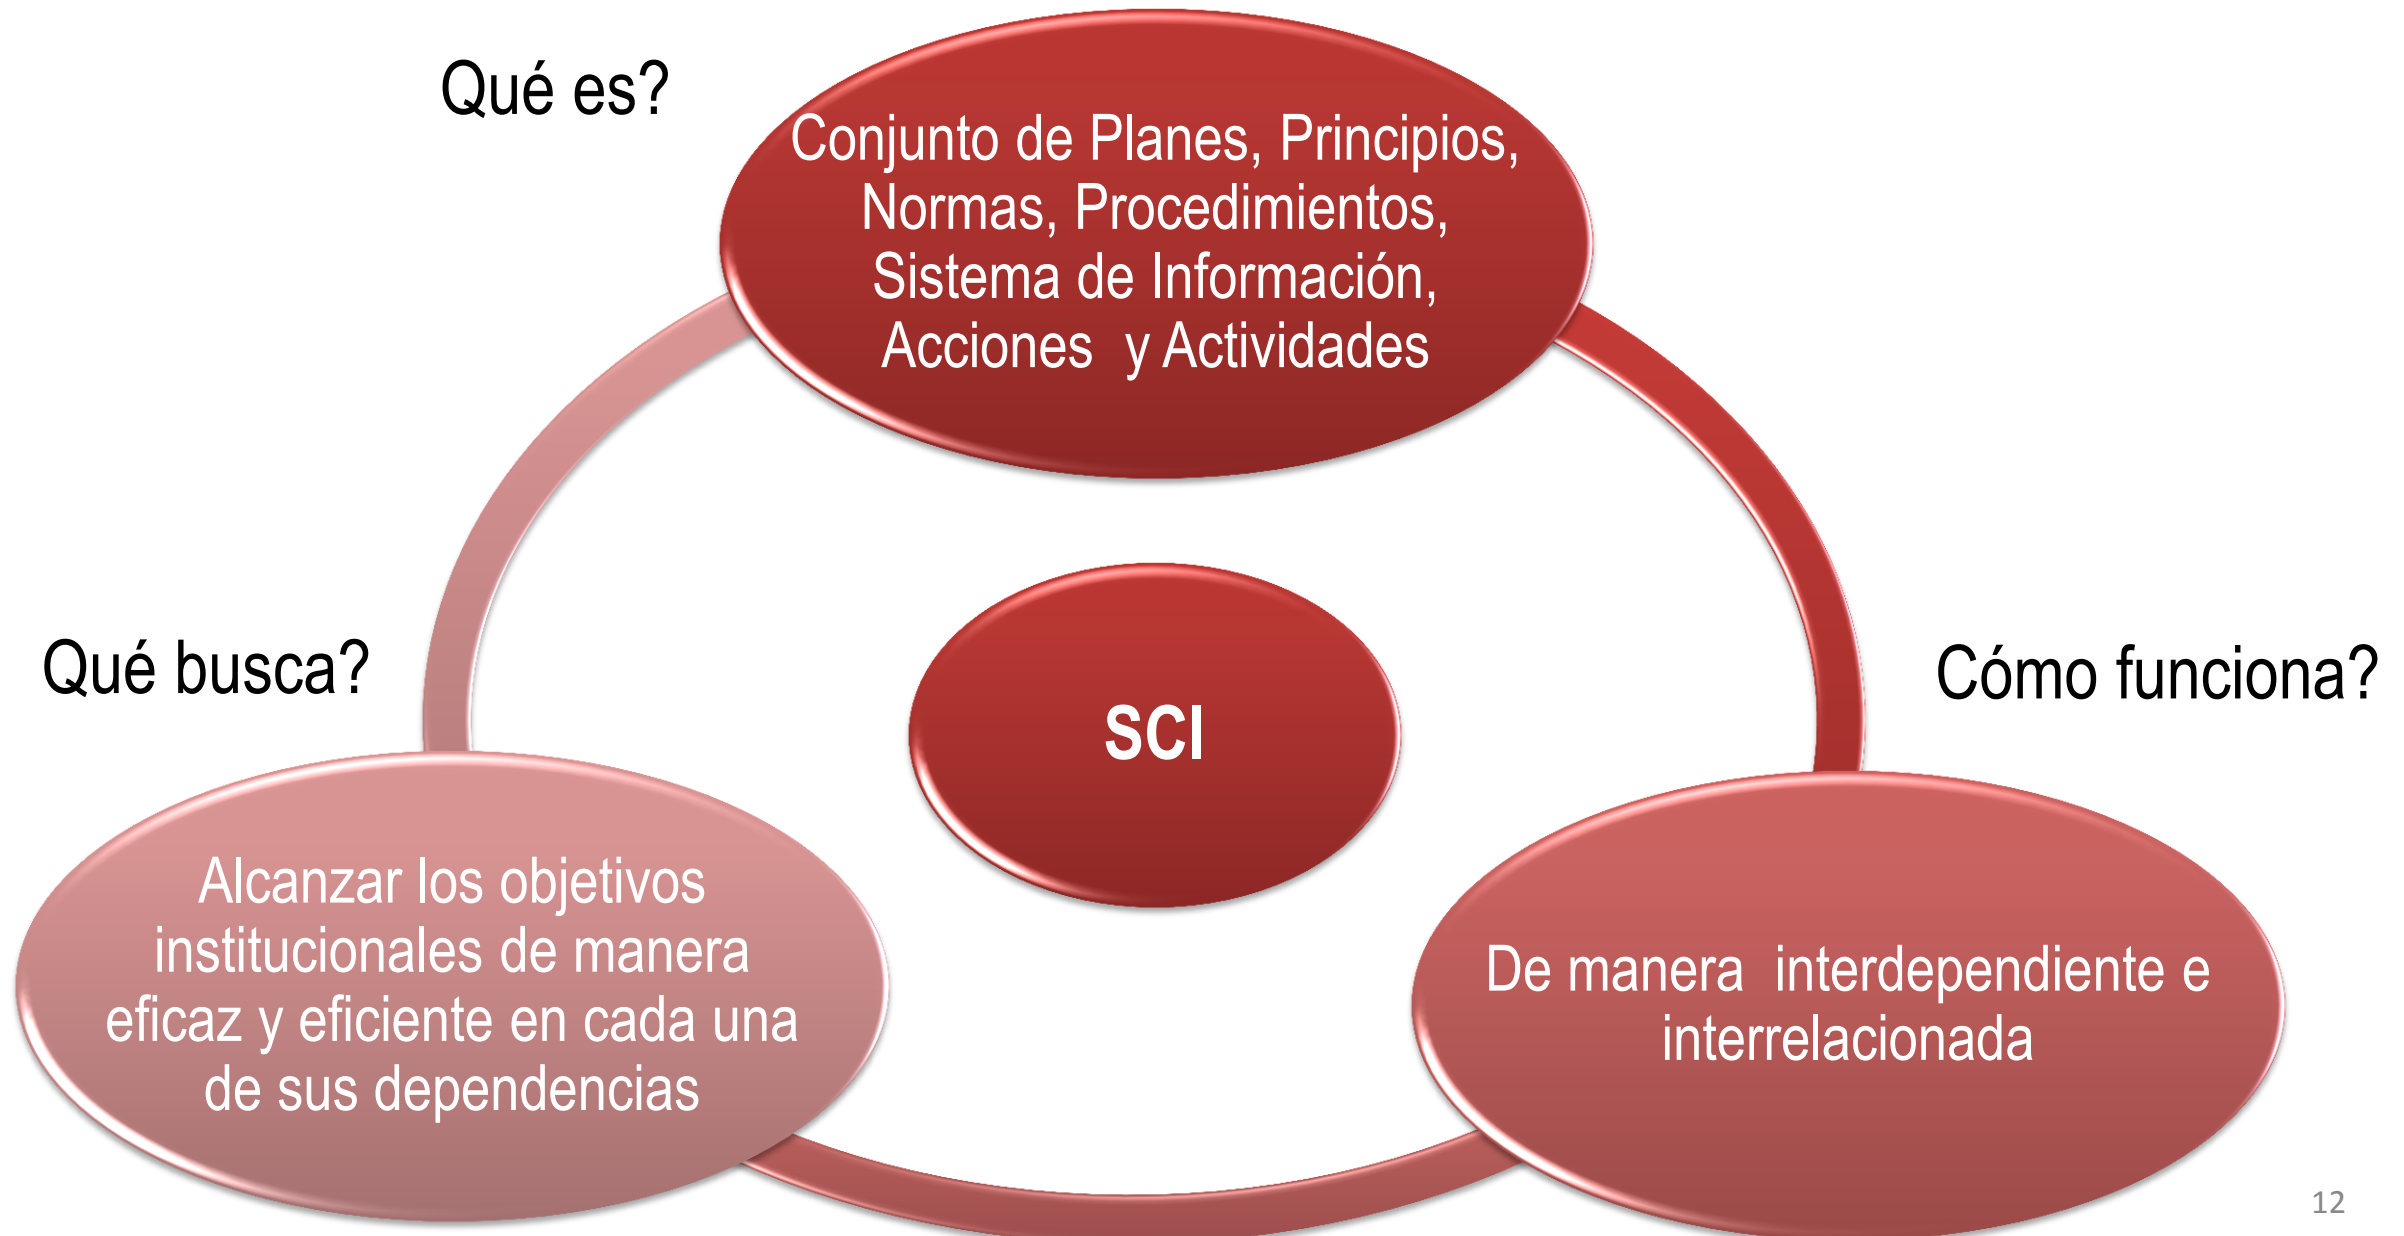 Qué es?
Conjunto de Planes, Principios,
Normas, Procedimientos,
Sistema de Información,
Acciones  y Actividades
Qué busca?
Cómo funciona?
SCI
Alcanzar los objetivos
institucionales de manera
eficaz y eficiente en cada una
de sus dependencias
De manera  interdependiente e
interrelacionada
12